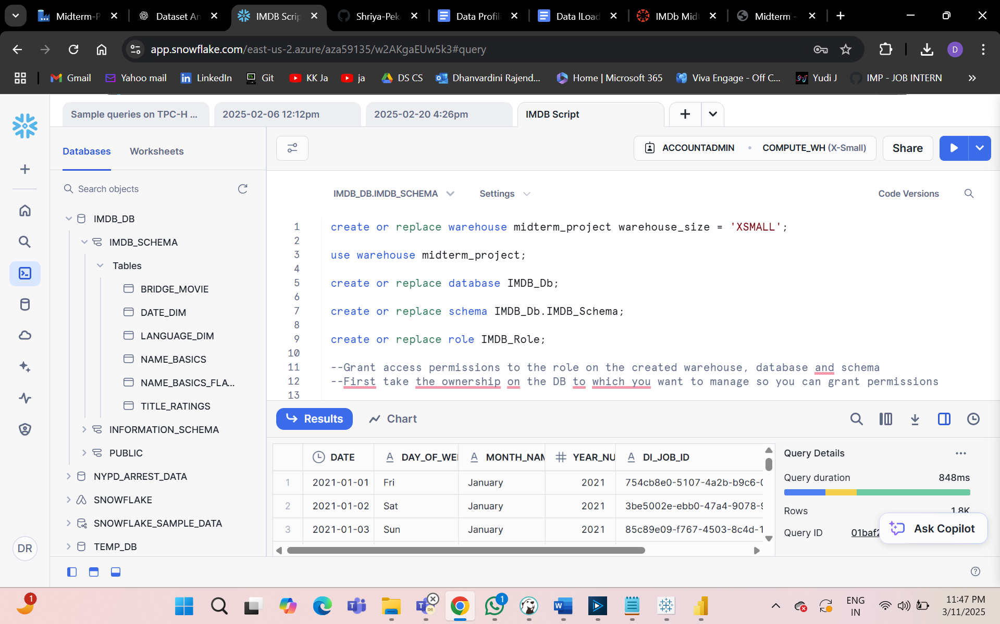 Midterm-P
Dataset An
IMDB Scrip
Shriya-Peka
Data Profili
Data lLoad
IMDb Midt
Midterm -
app.snowflake.com/east-us-2.azure/aza59135/w2AKgaEUw5k3#query
D
Gmail
Yahoo mail
LinkedIn
Git
KK Ja
ja
DS CS
Dhanvardini Rajend...
Home | Microsoft 365
Viva Engage - Off C...
Yudi J
IMP - JOB INTERN
Sample queries on TPC-H ...
2025-02-06 12:12pm
2025-02-20 4:26pm
IMDB Script
Databases
Worksheets
ACCOUNTADMIN
COMPUTE_WH (X-Small)
Share
Search objects
IMDB_DB
IMDB_SCHEMA
Tables
BRIDGE_MOVIE
DATE_DIM
LANGUAGE_DIM
NAME_BASICS
NAME_BASICS_FLA...
TITLE_RATINGS
INFORMATION_SCHEMA
PUBLIC
NYPD_ARREST_DATA
SNOWFLAKE
SNOWFLAKE_SAMPLE_DATA
TEMP_DB
DR
IMDB_DB.IMDB_SCHEMA
Settings
Code Versions
1 create or replace warehouse midterm_project warehouse_size = 'XSMALL';
2
3 use warehouse midterm_project;
4
5 create or replace database IMDB_Db;
6
7 create or replace schema IMDB_Db.IMDB_Schema;
8
9 create or replace role IMDB_Role;
10
11 --Grant access permissions to the role on the created warehouse, database and schema
12 --First take the ownership on the DB to which you want to manage so you can grant permissions
13
Results
Chart
DATE DAY_OF_WE MONTH_NAM YEAR_NU DI_JOB_ID
1 2021-01-01 Fri January 2021 754cb8e0-5107-4a2b-b9c6-0
2 2021-01-02 Sat January 2021 3be5002e-ebb0-47a4-9078-9
3 2021-01-03 Sun January 2021 85c89e09-f767-4503-8c4d-1
Query Details
Query duration 848ms
Rows 1.8K
Query ID 01baf2
Ask Copilot
1
1
DR
ENG
IN
11:47 PM
3/11/2025